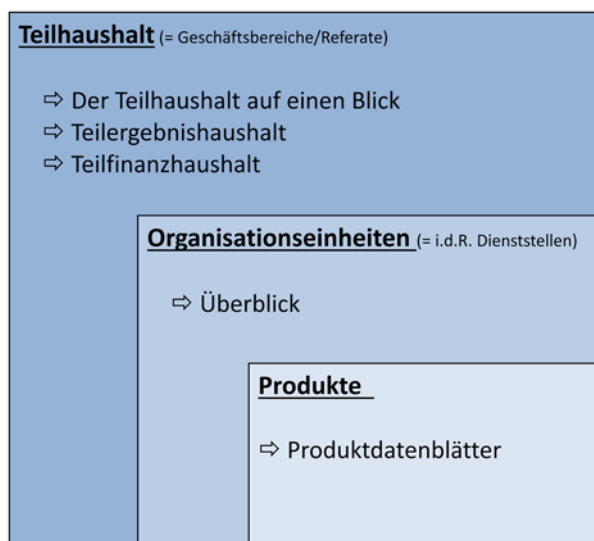 Teilhaushalt (= Geschäftsbereiche/Referate)
⇨ Der Teilhaushalt auf einen Blick
⇨ Teilergebnishaushalt
⇨ Teilfinanzhaushalt
Organisationseinheiten (= i.d.R. Dienststellen)
⇨ Überblick
Produkte
⇨ Produktdatenblätter